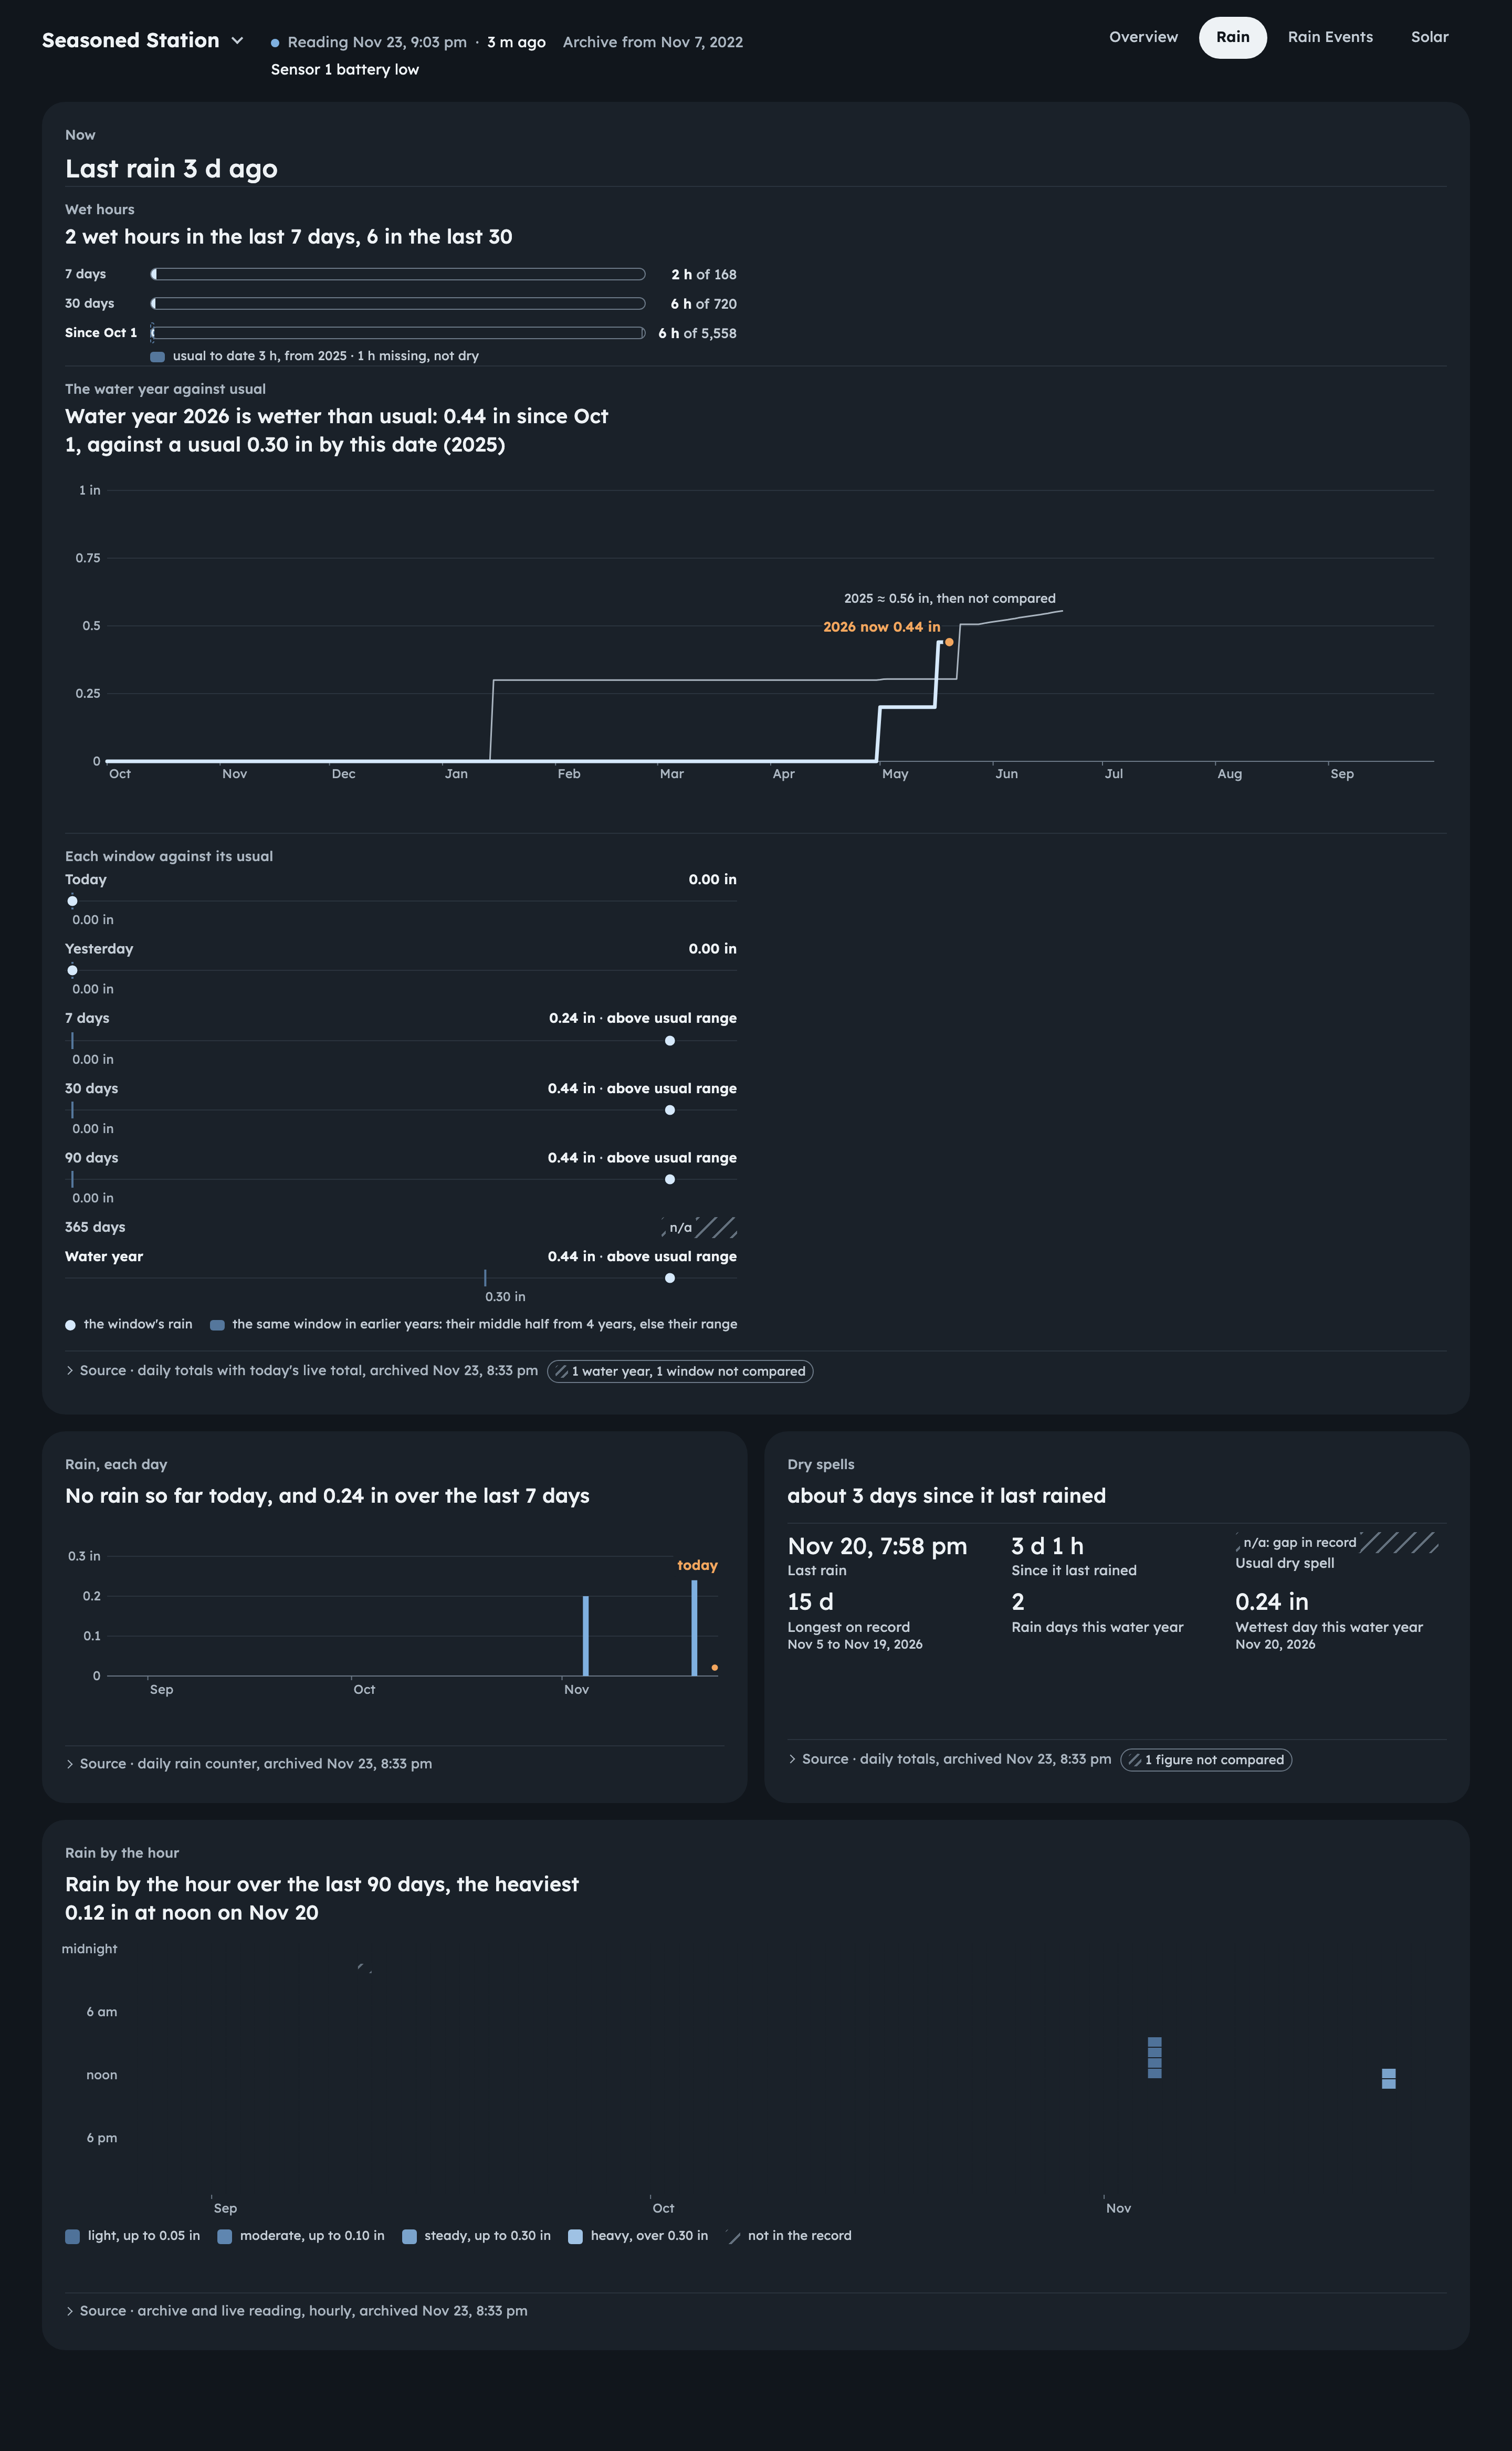 Seasoned Station
Reading Nov 23, 9:03 pm · 3 m ago Archive from Nov 7, 2022
Sensor 1 battery low
Overview Rain Rain Events Solar
Now
Last rain 3 d ago
Wet hours
2 wet hours in the last 7 days, 6 in the last 30
7 days 2 h of 168
30 days 6 h of 720
Since Oct 1 6 h of 5,558
usual to date 3 h, from 2025 · 1 h missing, not dry
The water year against usual
Water year 2026 is wetter than usual: 0.44 in since Oct
1, against a usual 0.30 in by this date (2025)
1 in
0.75
2025 ≈ 0.56 in, then not compared
0.5
2026 now 0.44 in
0.25
0
Oct Nov Dec Jan Feb Mar Apr May Jun Jul Aug Sep
Each window against its usual
Today 0.00 in
0.00 in
Yesterday 0.00 in
0.00 in
7 days 0.24 in · above usual range
0.00 in
30 days 0.44 in · above usual range
0.00 in
90 days 0.44 in · above usual range
0.00 in
365 days n/a
Water year 0.44 in · above usual range
0.30 in
the window's rain the same window in earlier years: their middle half from 4 years, else their range
Source · daily totals with today's live total, archived Nov 23, 8:33 pm 1 water year, 1 window not compared
Rain, each day
No rain so far today, and 0.24 in over the last 7 days
0.3 in
today
0.2
0.1
0
Sep Oct Nov
Source · daily rain counter, archived Nov 23, 8:33 pm
Dry spells
about 3 days since it last rained
Nov 20, 7:58 pm 3 d 1 h n/a: gap in record
Last rain Since it last rained Usual dry spell
15 d 2 0.24 in
Longest on record Rain days this water year Wettest day this water year
Nov 5 to Nov 19, 2026 Nov 20, 2026
Source · daily totals, archived Nov 23, 8:33 pm 1 figure not compared
Rain by the hour
Rain by the hour over the last 90 days, the heaviest
0.12 in at noon on Nov 20
midnight
6 am
noon
6 pm
Sep Oct Nov
light, up to 0.05 in moderate, up to 0.10 in steady, up to 0.30 in heavy, over 0.30 in not in the record
Source · archive and live reading, hourly, archived Nov 23, 8:33 pm